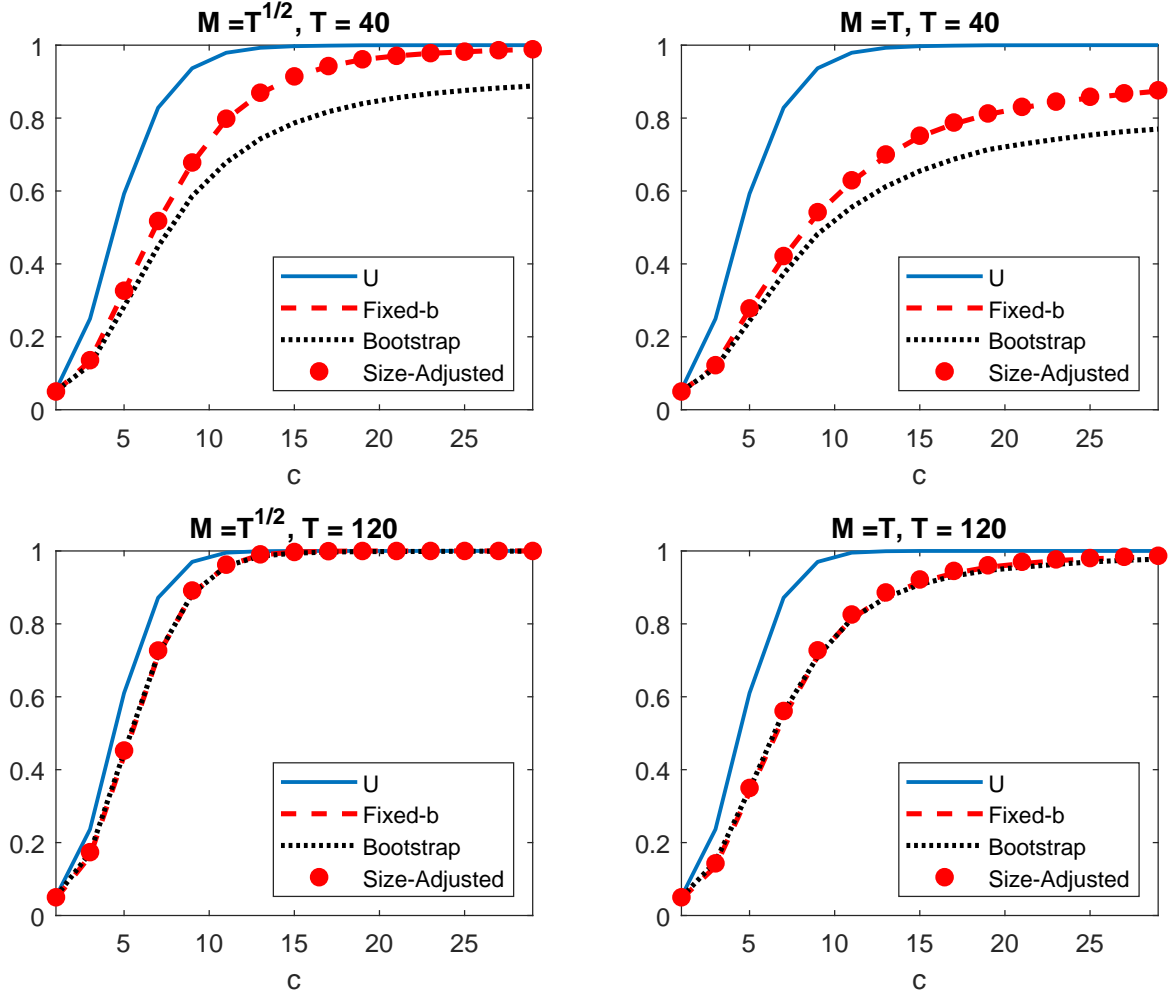 M =T^1/2, T = 40
1
0.8
0.6
0.4
0.2
0
5 10 15 20 25
c
U
Fixed-b
Bootstrap
Size-Adjusted
M =T, T = 40
1
0.8
0.6
0.4
0.2
0
5 10 15 20 25
c
U
Fixed-b
Bootstrap
Size-Adjusted
M =T^1/2, T = 120
1
0.8
0.6
0.4
0.2
0
5 10 15 20 25
c
U
Fixed-b
Bootstrap
Size-Adjusted
M =T, T = 120
1
0.8
0.6
0.4
0.2
0
5 10 15 20 25
c
U
Fixed-b
Bootstrap
Size-Adjusted